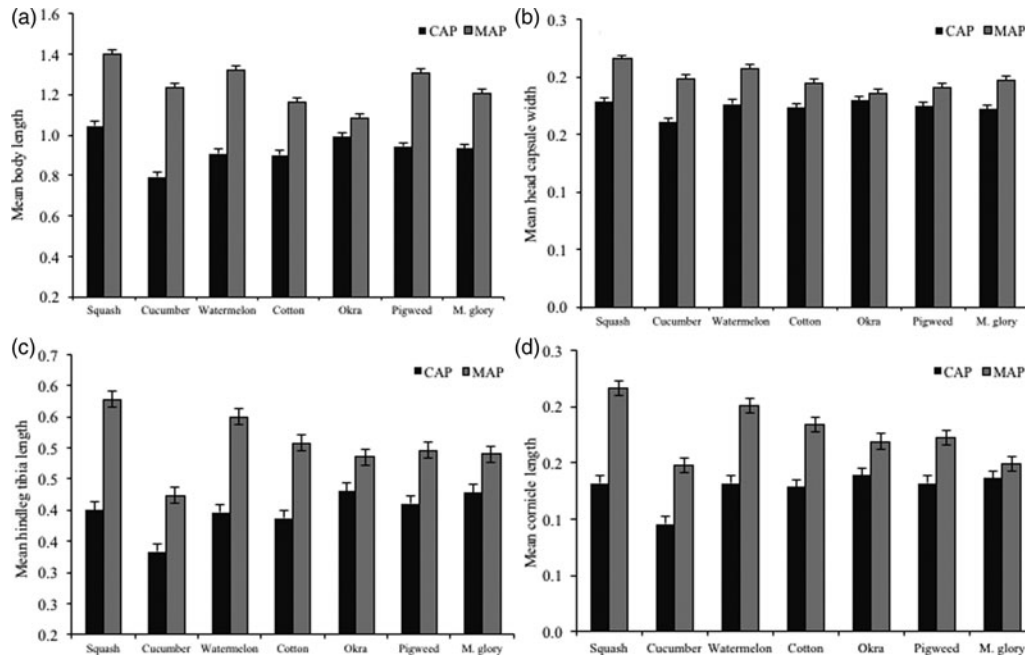 (a)
CAP MAP
Mean body length
1.6
1.4
1.2
1.0
0.8
0.6
0.4
0.2
Squash Cucumber Watermelon Cotton Okra Pigweed M. glory
(b)
CAP MAP
Mean head capsule width
0.3
0.2
0.2
0.1
0.1
0.0
Squash Cucumber Watermelon Cotton Okra Pigweed M. glory
(c)
CAP MAP
Mean hindleg tibia length
0.7
0.6
0.6
0.5
0.5
0.4
0.4
0.3
0.3
0.2
Squash Cucumber Watermelon Cotton Okra Pigweed M. glory
(d)
CAP MAP
Mean cornicle length
0.3
0.2
0.2
0.1
0.1
0.0
Squash Cucumber Watermelon Cotton Okra Pigweed M. glory